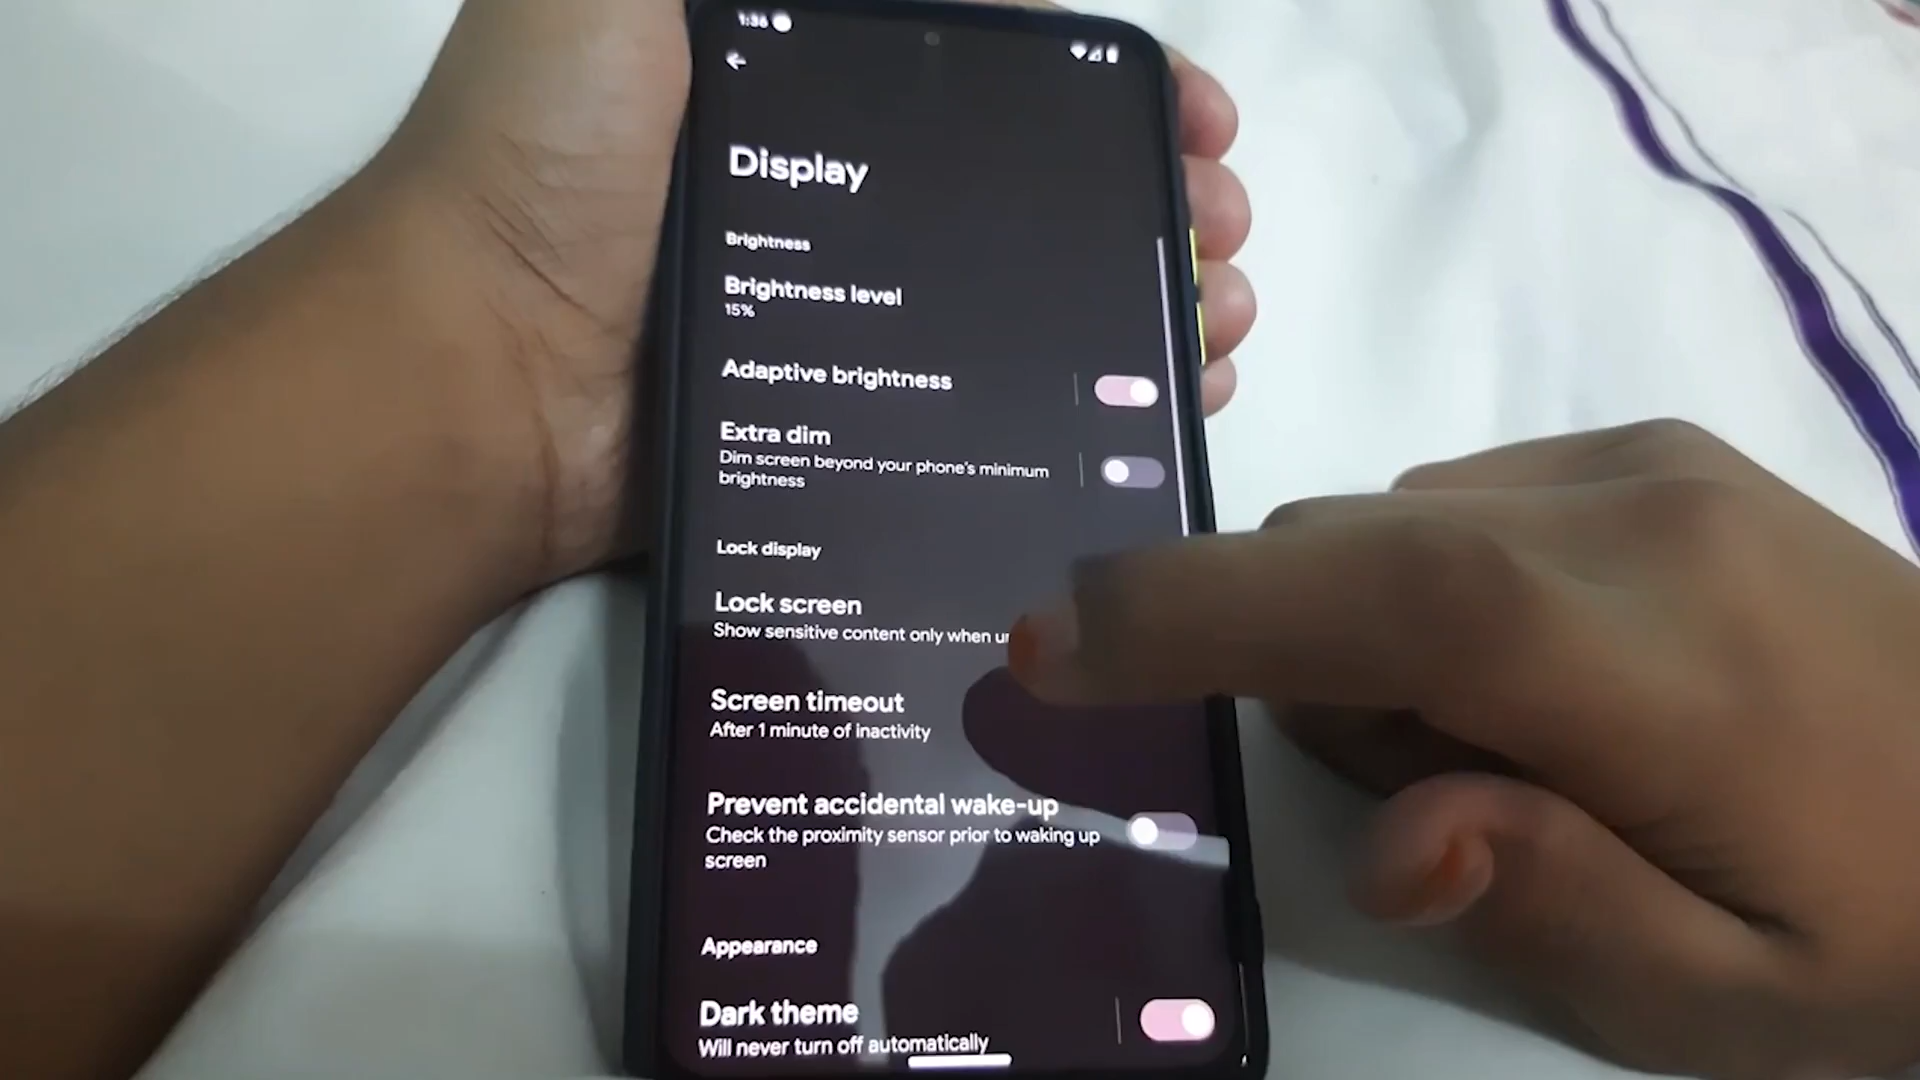 1:36
Display
Brightness
Brightness level
15%
Adaptive brightness
Extra dim
Dim screen beyond your phone's minimum
brightness
Lock display
Lock screen
Show sensitive content only when
Screen timeout
After 1 minute of inactivity
Prevent accidental wake-up
Check the proximity sensor prior to waking up
screen
Appearance
Dark theme
Will never turn off automatically